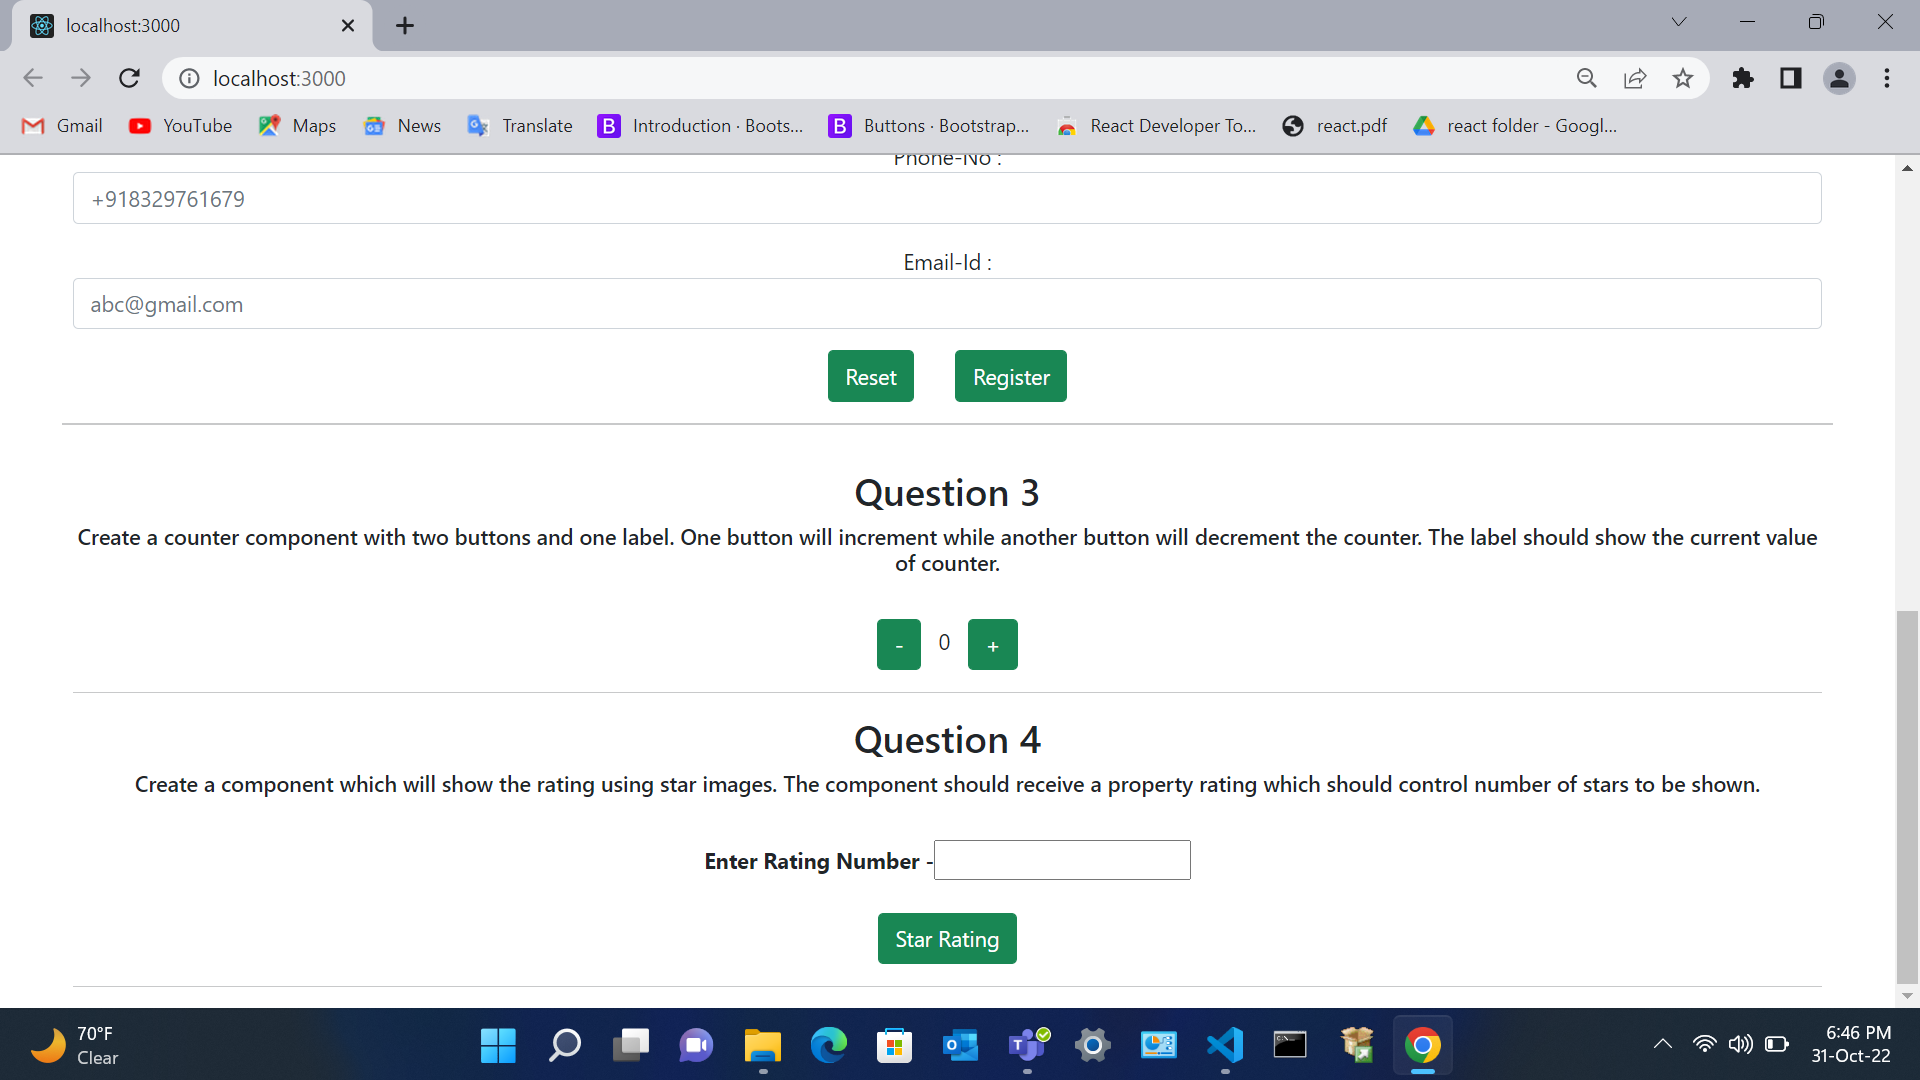 localhost:3000
localhost:3000
Gmail YouTube Maps News Translate Introduction · Boots... Buttons · Bootstrap... React Developer To... react.pdf react folder - Googl...
Phone-No :
+918329761679
Email-Id :
abc@gmail.com
Reset Register
Question 3
Create a counter component with two buttons and one label. One button will increment while another button will decrement the counter. The label should show the current value
of counter.
- 0 +
Question 4
Create a component which will show the rating using star images. The component should receive a property rating which should control number of stars to be shown.
Enter Rating Number -
Star Rating
70°F
Clear
6:46 PM
31-Oct-22